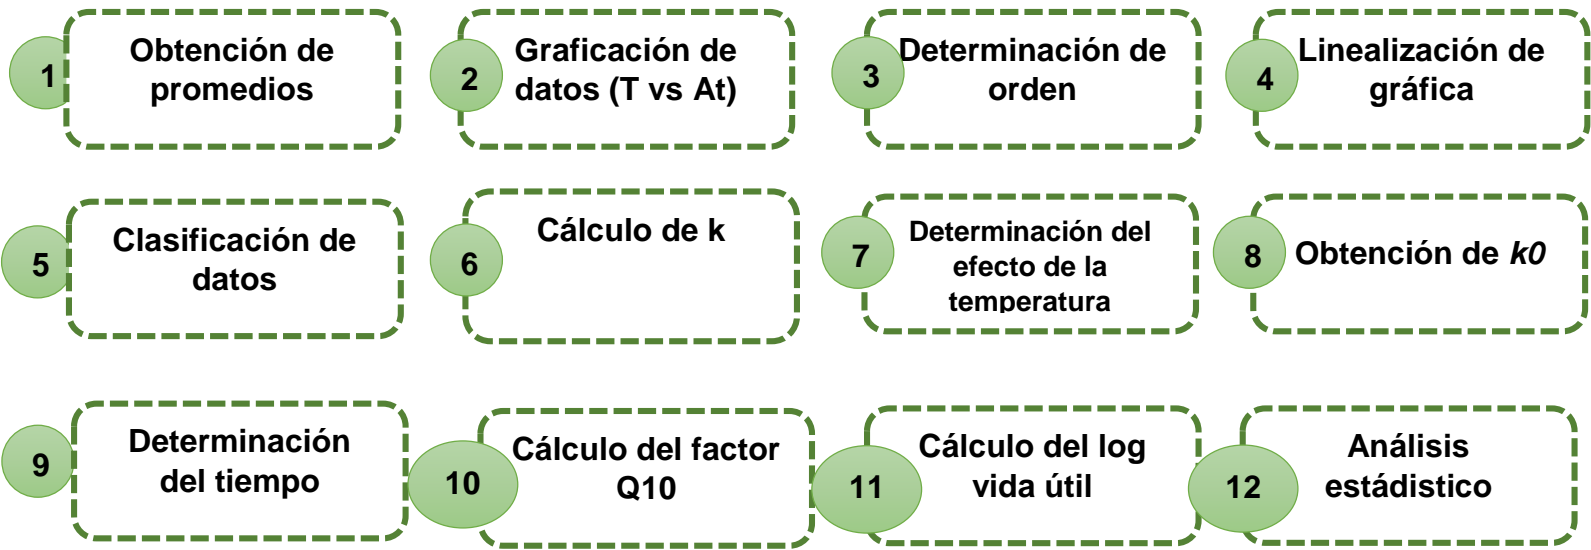 1
Obtención de
promedios
2
Graficación de
datos (T vs At)
3
Determinación de
orden
4
Linealización de
gráfica
5
Clasificación de
datos
6
Cálculo de k
7
Determinación del
efecto de la
temperatura
8
Obtención de k0
9
Determinación
del tiempo
10
Cálculo del factor
Q10
11
Cálculo del log
vida útil
12
Análisis
estádistico